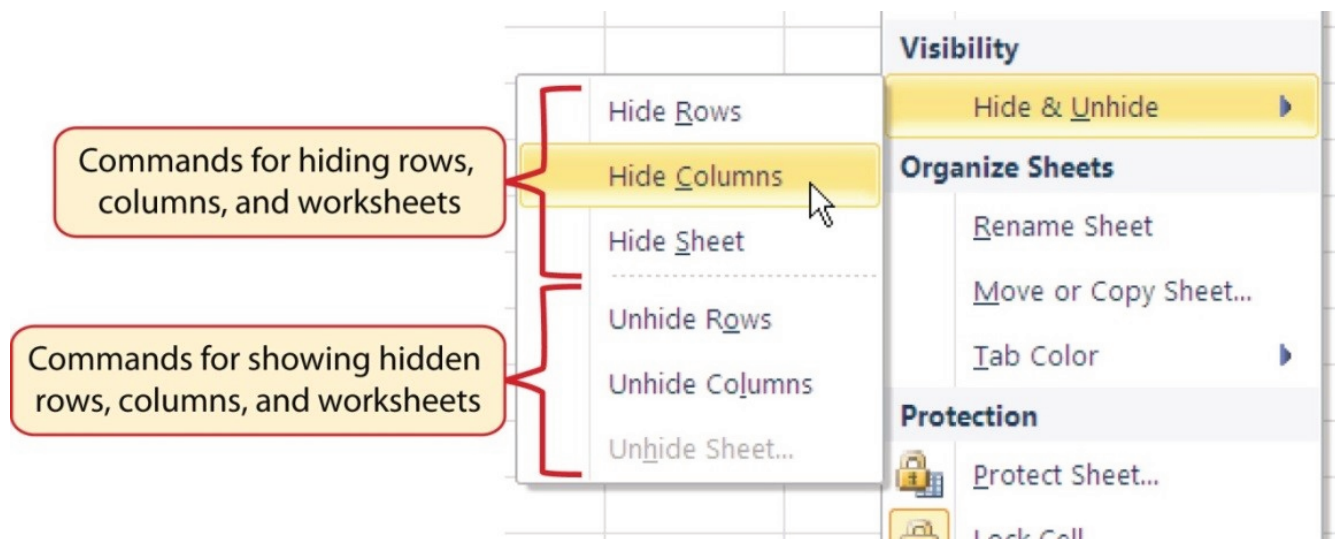 Commands for hiding rows,
columns, and worksheets
Commands for showing hidden
rows, columns, and worksheets
Hide Rows
Hide Columns
Hide Sheet
Unhide Rows
Unhide Columns
Unhide Sheet...
Visibility
Hide & Unhide
Organize Sheets
Rename Sheet
Move or Copy Sheet...
Tab Color
Protection
Protect Sheet...
Lock Cell